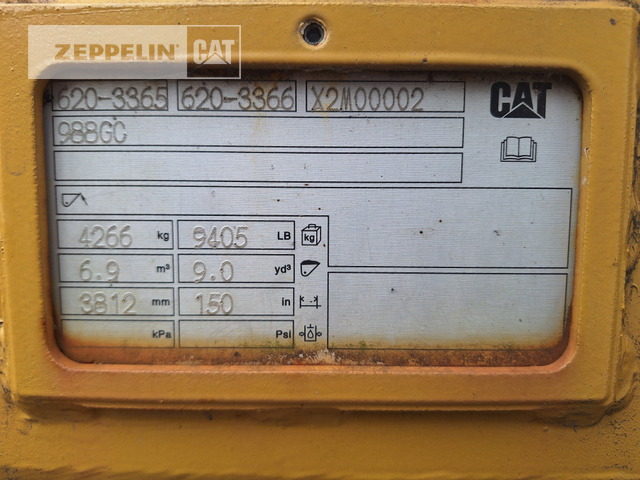 ZEPPELIN CAT
620-3365 620-3366 X2M00002
CAT
988GC
4266 kg 9405 LB kg
6.9 m³ 9.0 yd³
3812 mm 150 in
kPa Psi